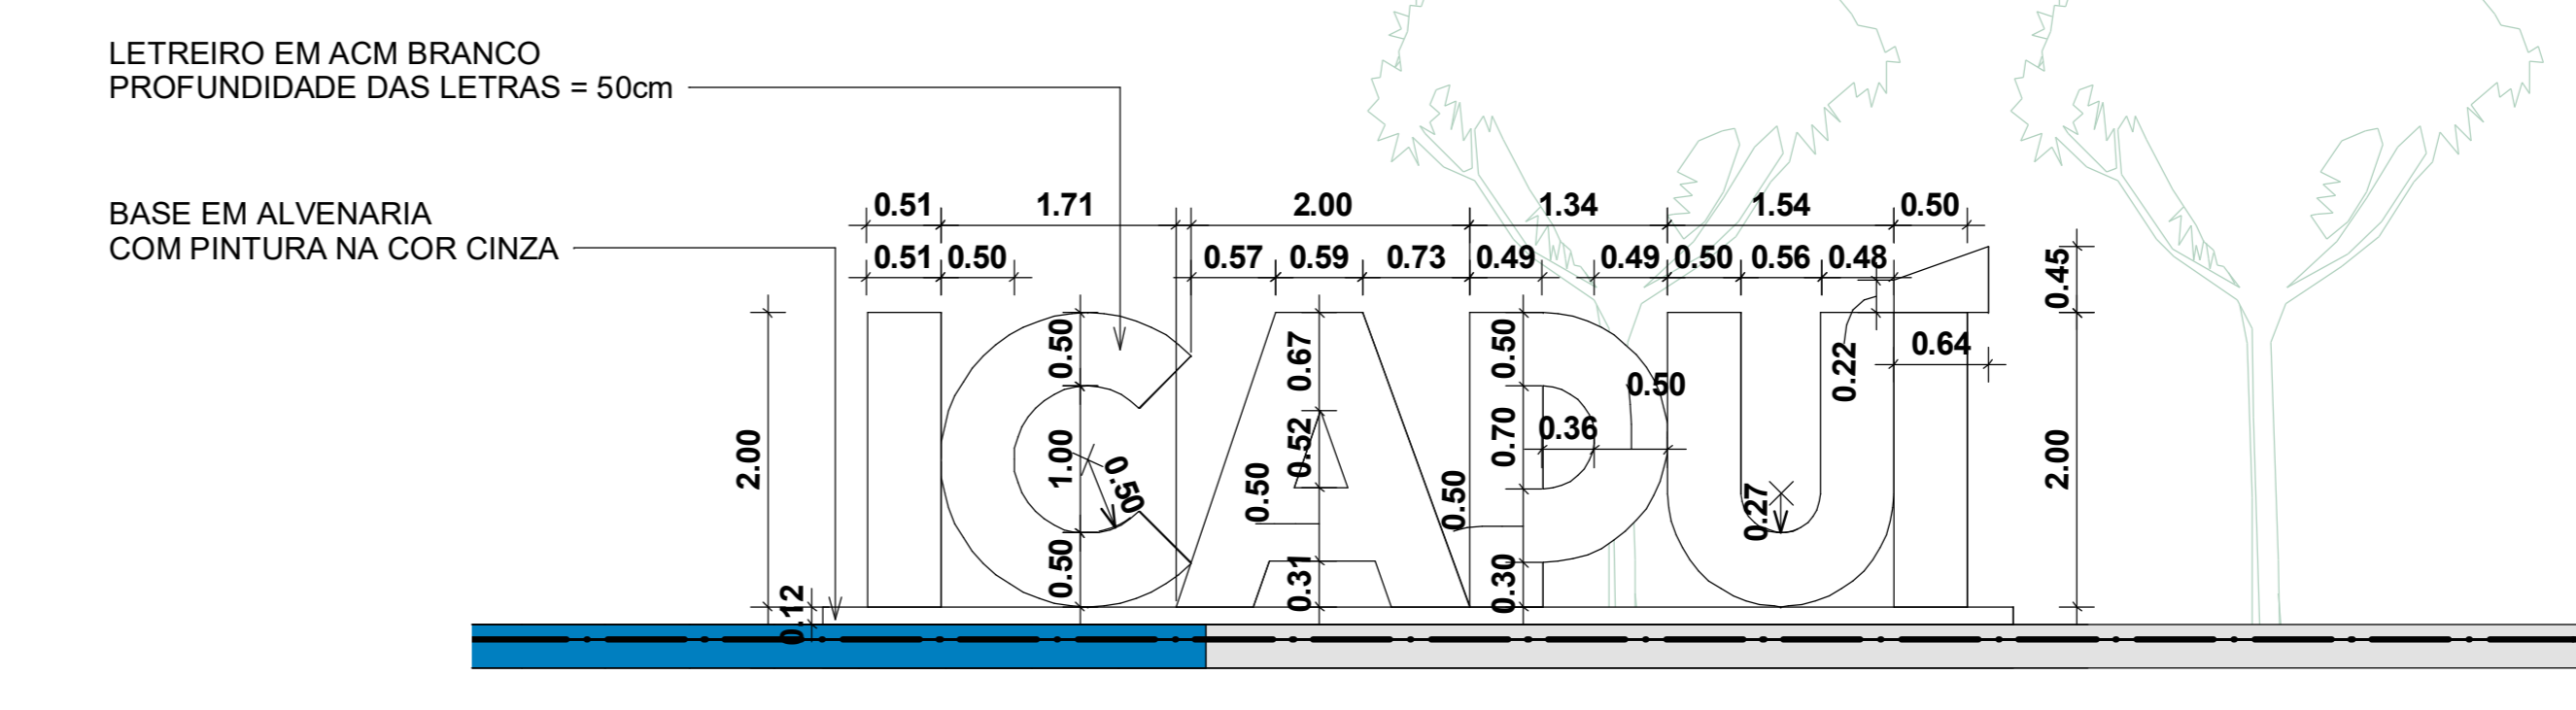 LETREIRO EM ACM BRANCO
PROFUNDIDADE DAS LETRAS = 50cm
BASE EM ALVENARIA
COM PINTURA NA COR CINZA
0.51 1.71 2.00 1.34 1.54 0.50
0.51 0.50 0.57 0.59 0.73 0.49 0.49 0.50 0.56 0.48
0.45
0.50 0.67 0.50 0.22 0.64
0.50
2.00 1.00 0.50 0.52 0.50 0.70 0.36 0.50 0.27 2.00
0.12 0.50 0.31 0.30
ICAPUÍ